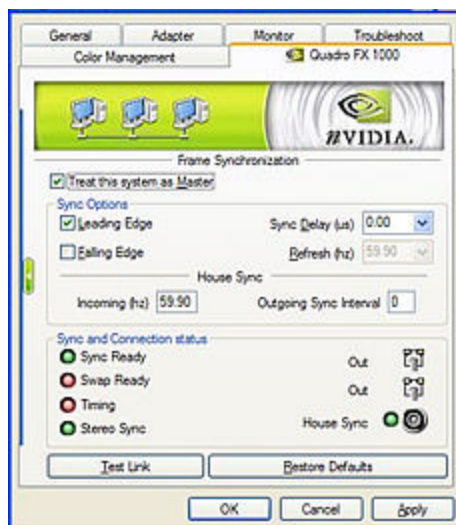 General Adapter Monitor Troubleshoot
Color Management Quadro FX 1000
nVIDIA.
Frame Synchronization
Treat this system as Master
Sync Options
Leading Edge Sync Delay (us) 0.00
Falling Edge Refresh (hz) 59.90
House Sync
Incoming (hz) 59.90 Outgoing Sync Interval 0
Sync and Connection status
Sync Ready Out
Swap Ready Out
Timing
Stereo Sync House Sync
Test Link Restore Defaults
OK Cancel Apply